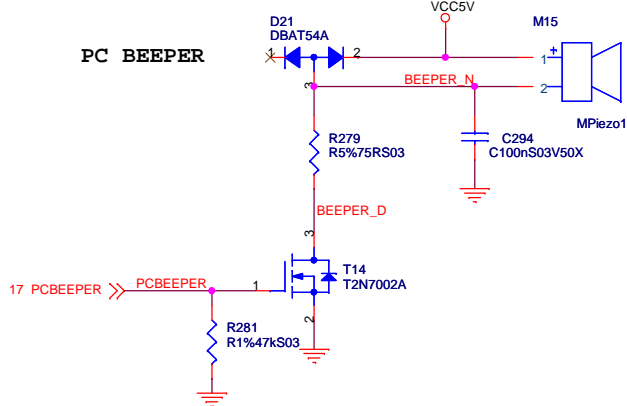 VCC5V
D21
DBAT54A
M15
PC BEEPER
1
2
1
+
BEEPER_N
3
2
MPiezo1
R279
R5%75RS03
C294
C100nS03V50X
BEEPER_D
3
T14
T2N7002A
17 PCBEEPER
PCBEEPER
1
2
R281
R1%47kS03